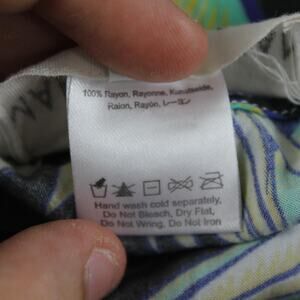 100% Rayon, Rayonne, Kunstseide,
Raion, Rayón, レーヨン
Hand wash cold separately,
Do Not Bleach, Dry Flat,
Do Not Wring, Do Not Iron